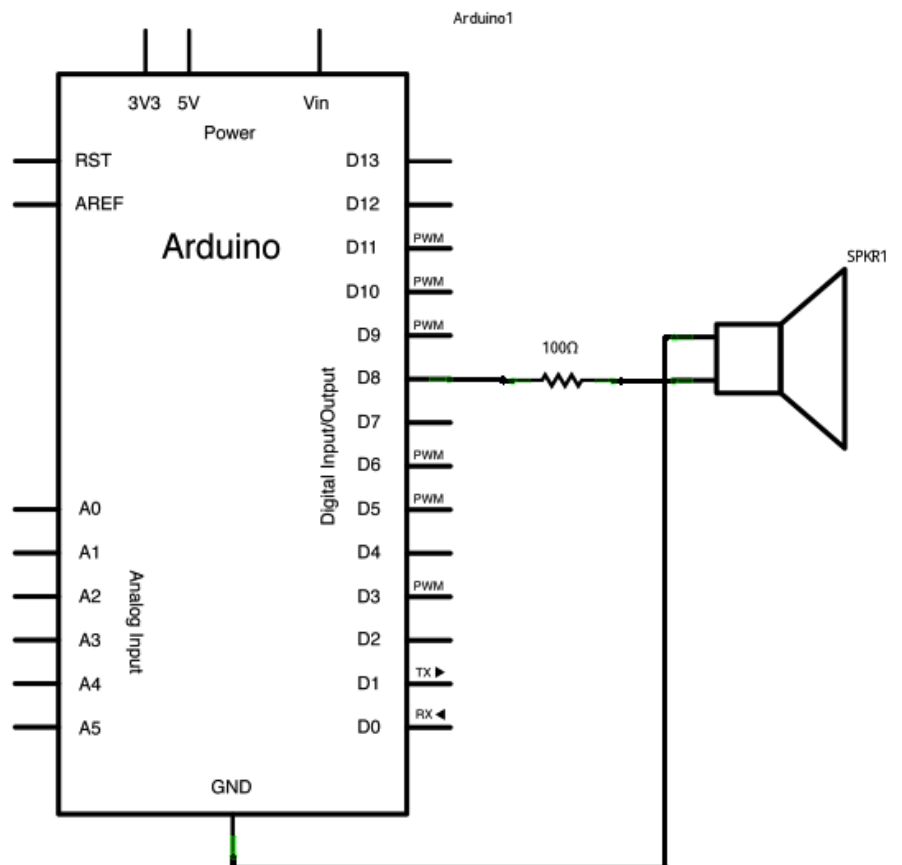 Arduino1
3V3 5V Vin
Power
RST D13
AREF D12
Arduino
PWM
D11
PWM
D10
PWM
D9
SPKR1
100Ω
D8
Digital Input/Output
D7
PWM
D6
PWM
A0 D5
A1 D4
Analog Input
PWM
A2 D3
A3 D2
TX ▶
A4 D1
RX ◀
A5 D0
GND